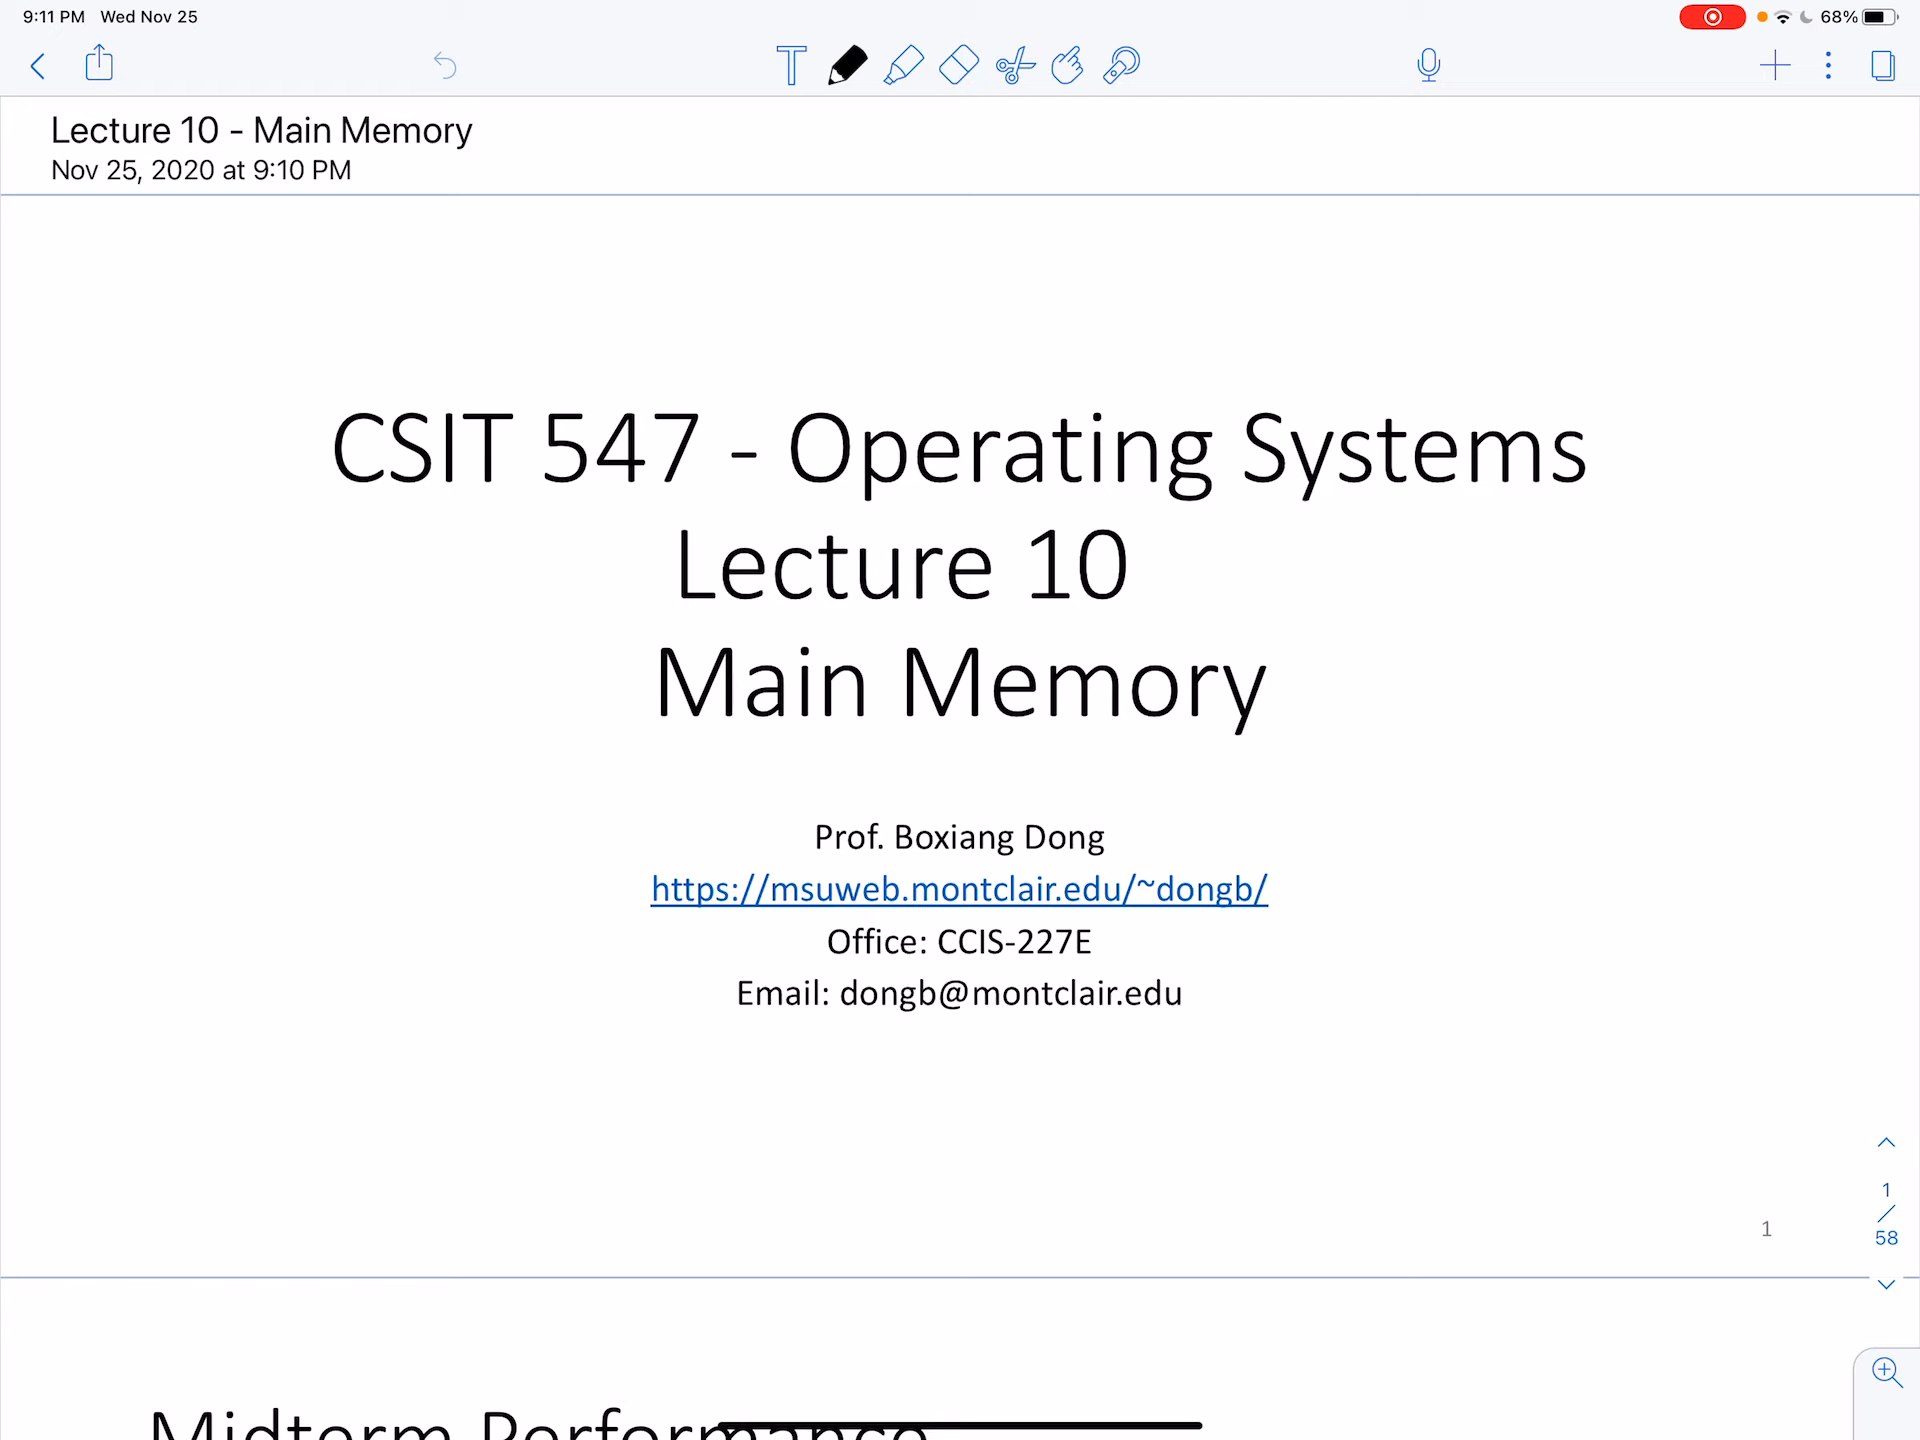 9:11 PM Wed Nov 25
68%
Lecture 10 - Main Memory
Nov 25, 2020 at 9:10 PM
CSIT 547 - Operating Systems
Lecture 10
Main Memory
Prof. Boxiang Dong
https://msuweb.montclair.edu/~dongb/
Office: CCIS-227E
Email: dongb@montclair.edu
1
1
/
58
Midterm Performance